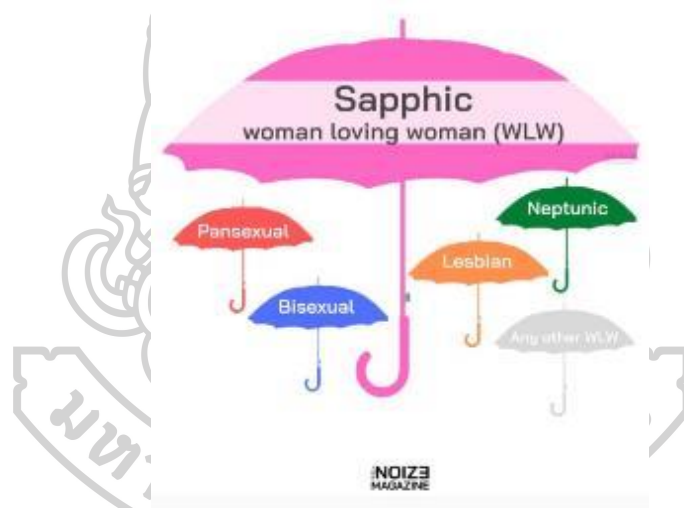 Sapphic
woman loving woman (WLW)
Neptunic
Pansexual
Lesbian
Bisexual
Any other WLW
NOIZE
MAGAZINE